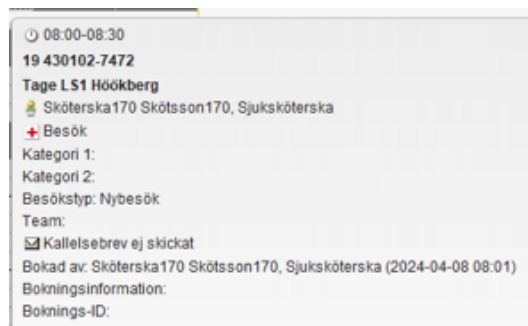 08:00-08:30
19 430102-7472
Tage LS1 Höökberg
Sköterska170 Skötsson170, Sjuksköterska
Besök
Kategori 1:
Kategori 2:
Besökstyp: Nybesök
Team:
Kallelsebrev ej skickat
Bokad av: Sköterska170 Skötsson170, Sjuksköterska (2024-04-08 08:01)
Bokningsinformation:
Boknings-ID: